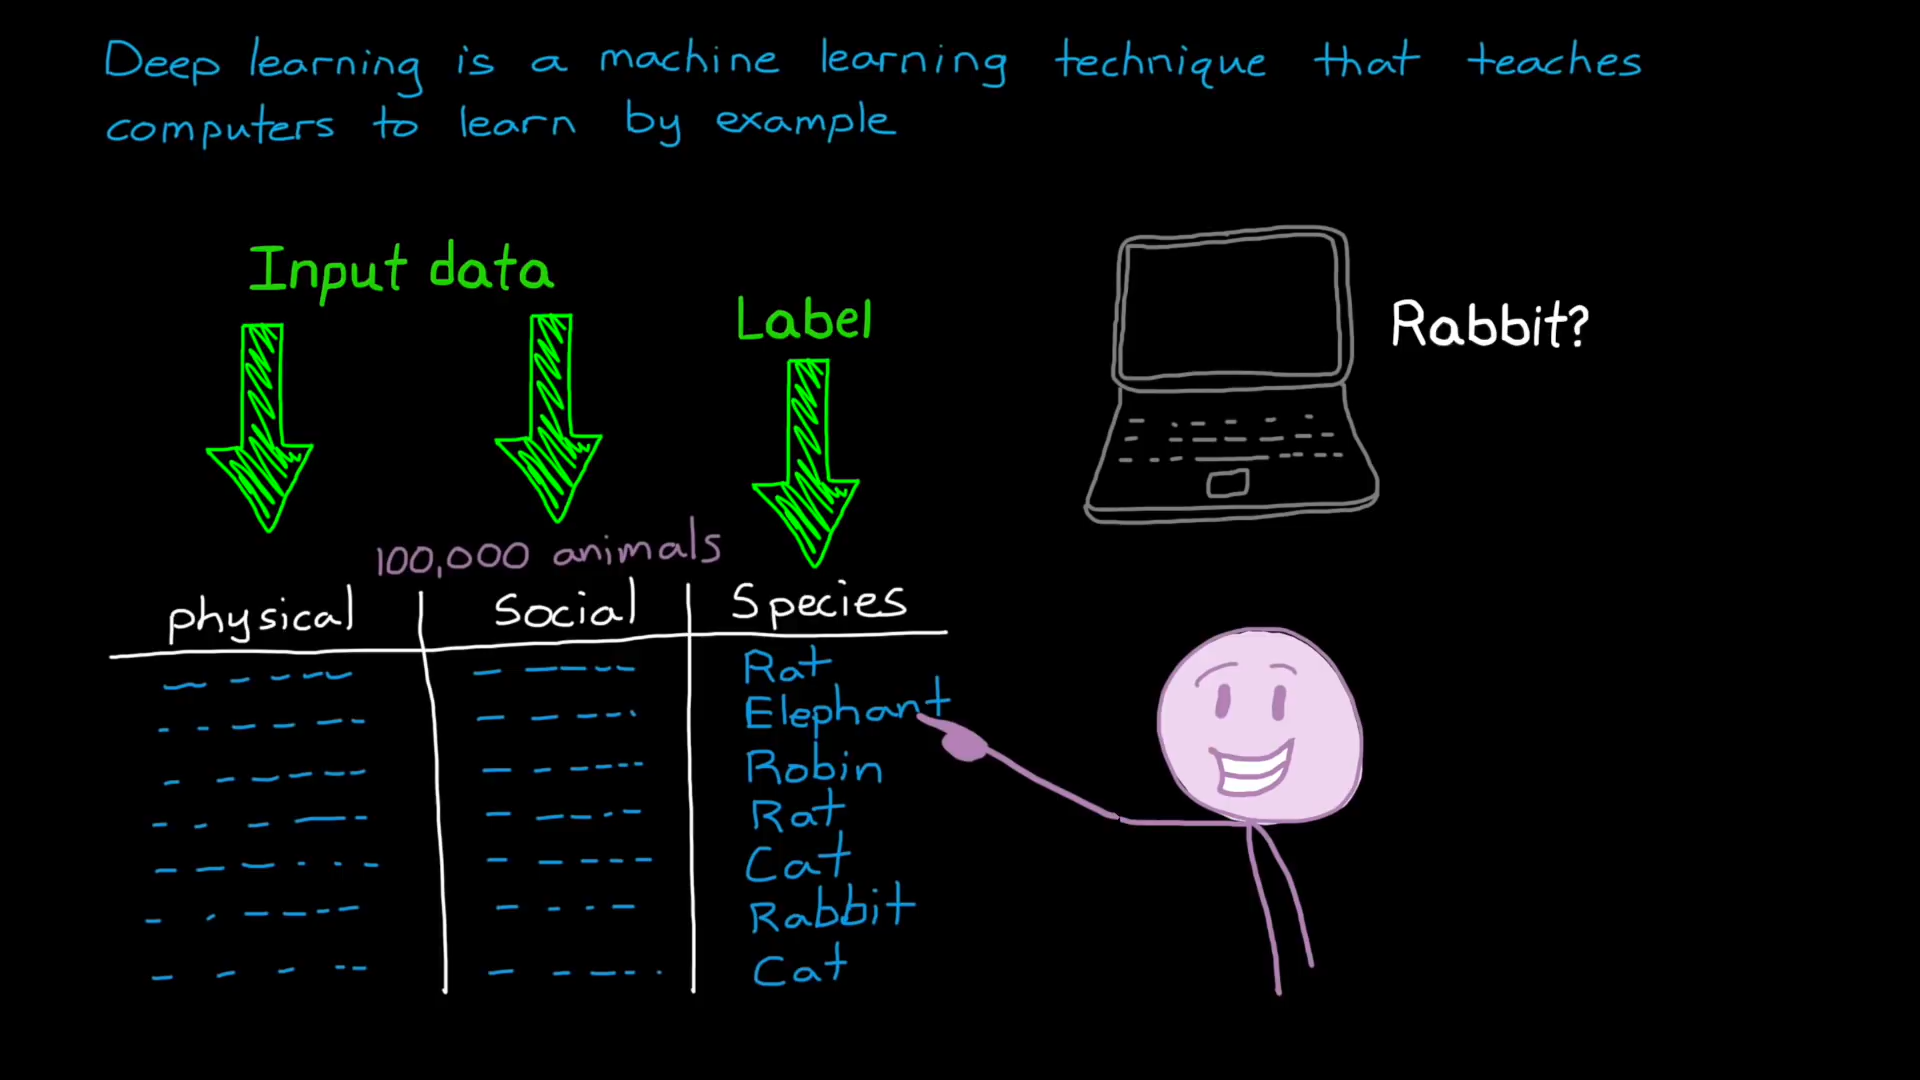 Deep learning is a machine learning technique that teaches
computers to learn by example
Input data
Label
Rabbit?
100,000 animals
physical
Social
Species
Rat
Elephant
Robin
Rat
Cat
Rabbit
Cat